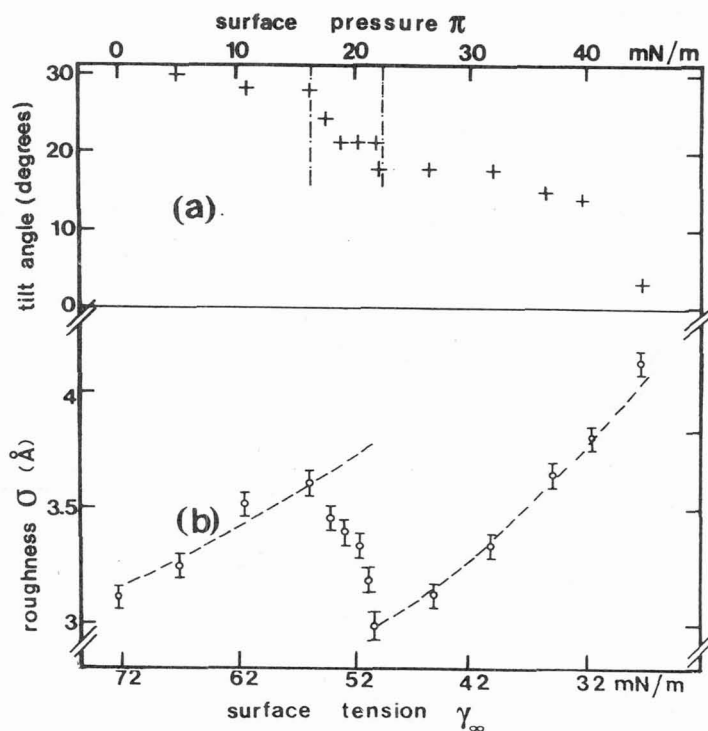 surface pressure π
0 10 20 30 40 mN/m
30
20
10
0
tilt angle (degrees)
(a)
4
3.5
3
roughness σ (Å)
(b)
72 62 52 42 32 mN/m
surface tension γ∞